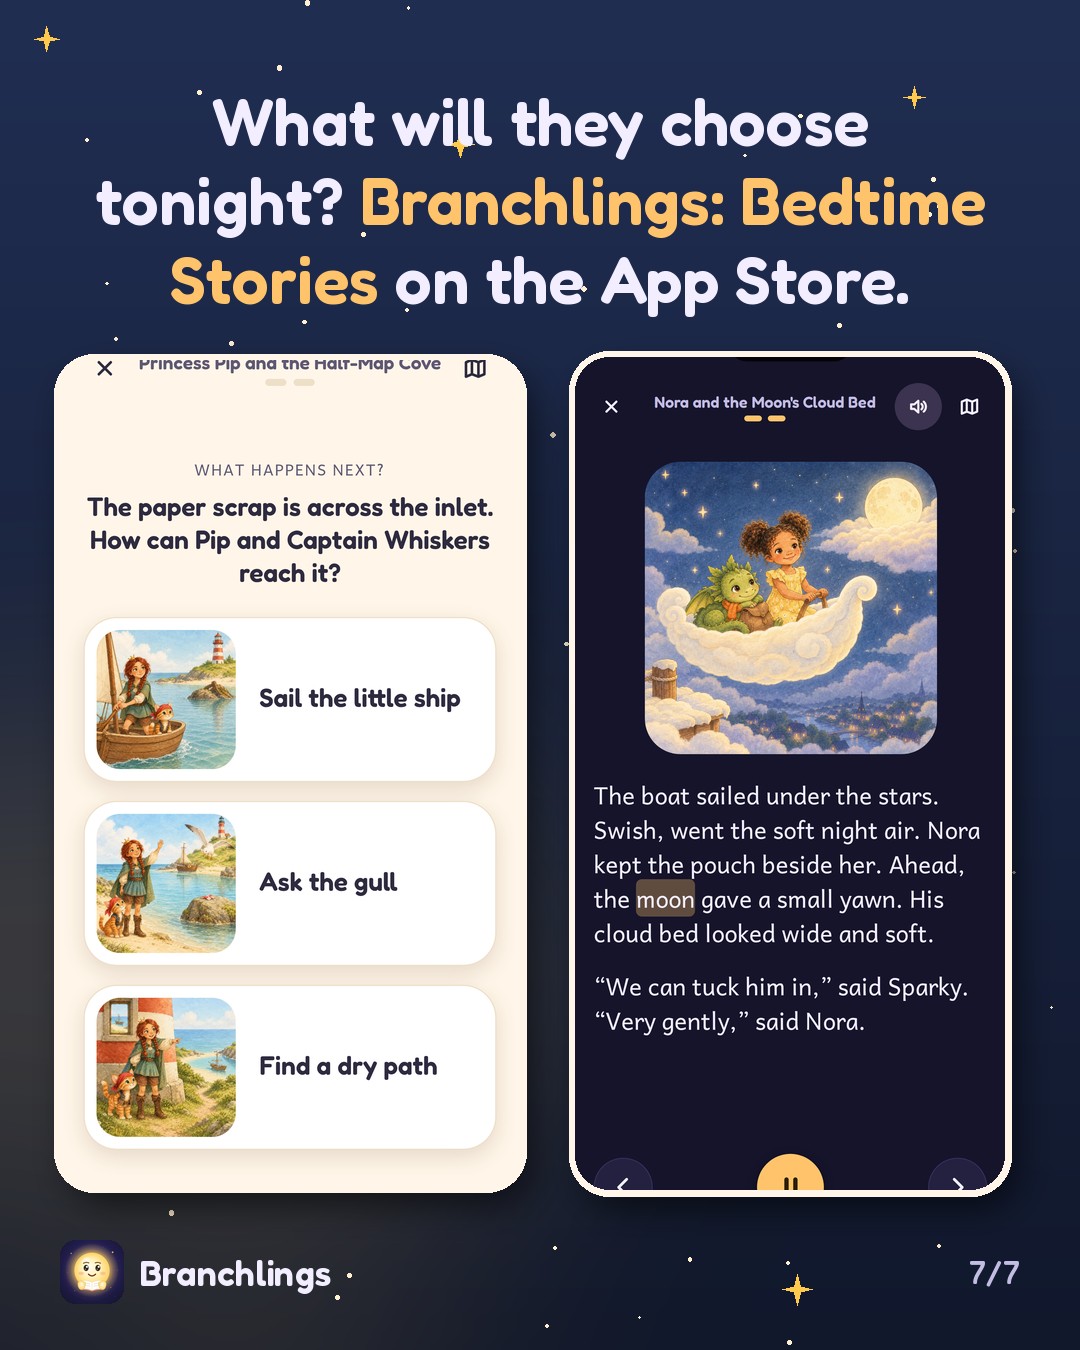 What will they choose
tonight? Branchlings: Bedtime
Stories on the App Store.
Princess Pip and the Half-Map Cove
WHAT HAPPENS NEXT?
The paper scrap is across the inlet.
How can Pip and Captain Whiskers
reach it?
Sail the little ship
Ask the gull
Find a dry path
Nora and the Moon's Cloud Bed
The boat sailed under the stars.
Swish, went the soft night air. Nora
kept the pouch beside her. Ahead,
the moon gave a small yawn. His
cloud bed looked wide and soft.
“We can tuck him in,” said Sparky.
“Very gently,” said Nora.
Branchlings
7/7